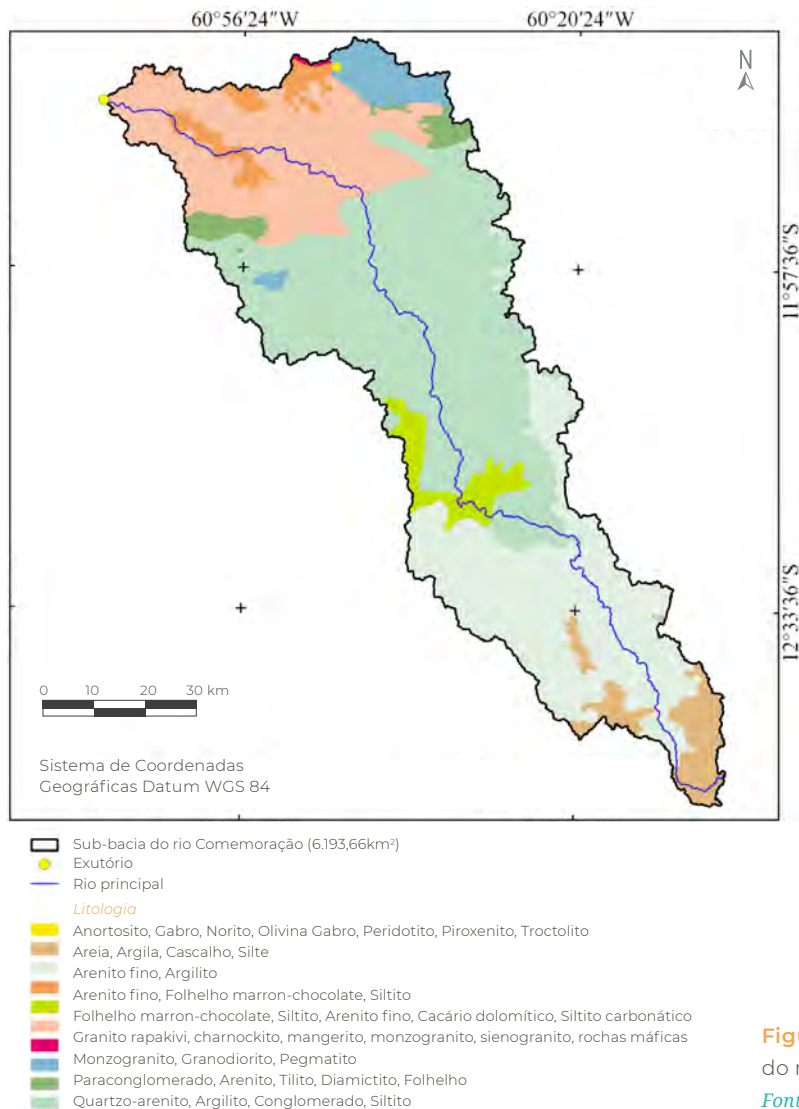 60°56'24"W 60°20'24"W
N
11°57'36"S
12°33'36"S
0 10 20 30 km
Sistema de Coordenadas
Geográficas Datum WGS 84
Sub-bacia do rio Comemoração (6.193,66km²)
Exutório
Rio principal
Litologia
Anortosito, Gabro, Norito, Olivina Gabro, Peridotito, Piroxenito, Troctolito
Areia, Argila, Cascalho, Silte
Arenito fino, Argilito
Arenito fino, Folhelho marron-chocolate, Siltito
Folhelho marron-chocolate, Siltito, Arenito fino, Cacário dolomítico, Siltito carbonático
Granito rapakivi, charnockito, mangerito, monzogranito, sienogranito, rochas máficas
Monzogranito, Granodiorito, Pegmatito
Paraconglomerado, Arenito, Tilito, Diamictito, Folhelho
Quartzo-arenito, Argilito, Conglomerado, Siltito
Figu
do
Font